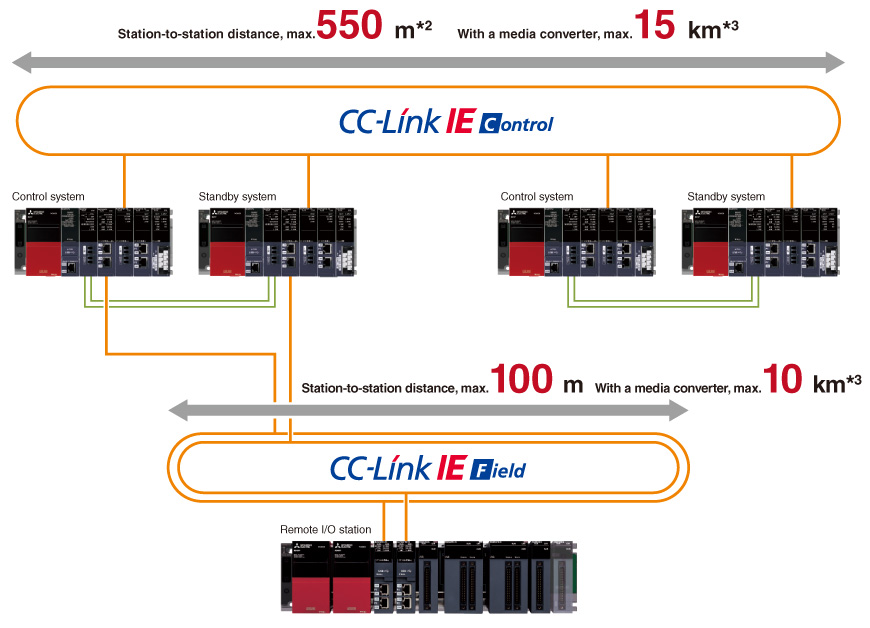 Station-to-station distance, max. 550 m*2 With a media converter, max. 15 km*3
CC-Link IE Control
Control system
Standby system
Control system
Standby system
Station-to-station distance, max. 100 m With a media converter, max. 10 km*3
CC-Link IE Field
Remote I/O station